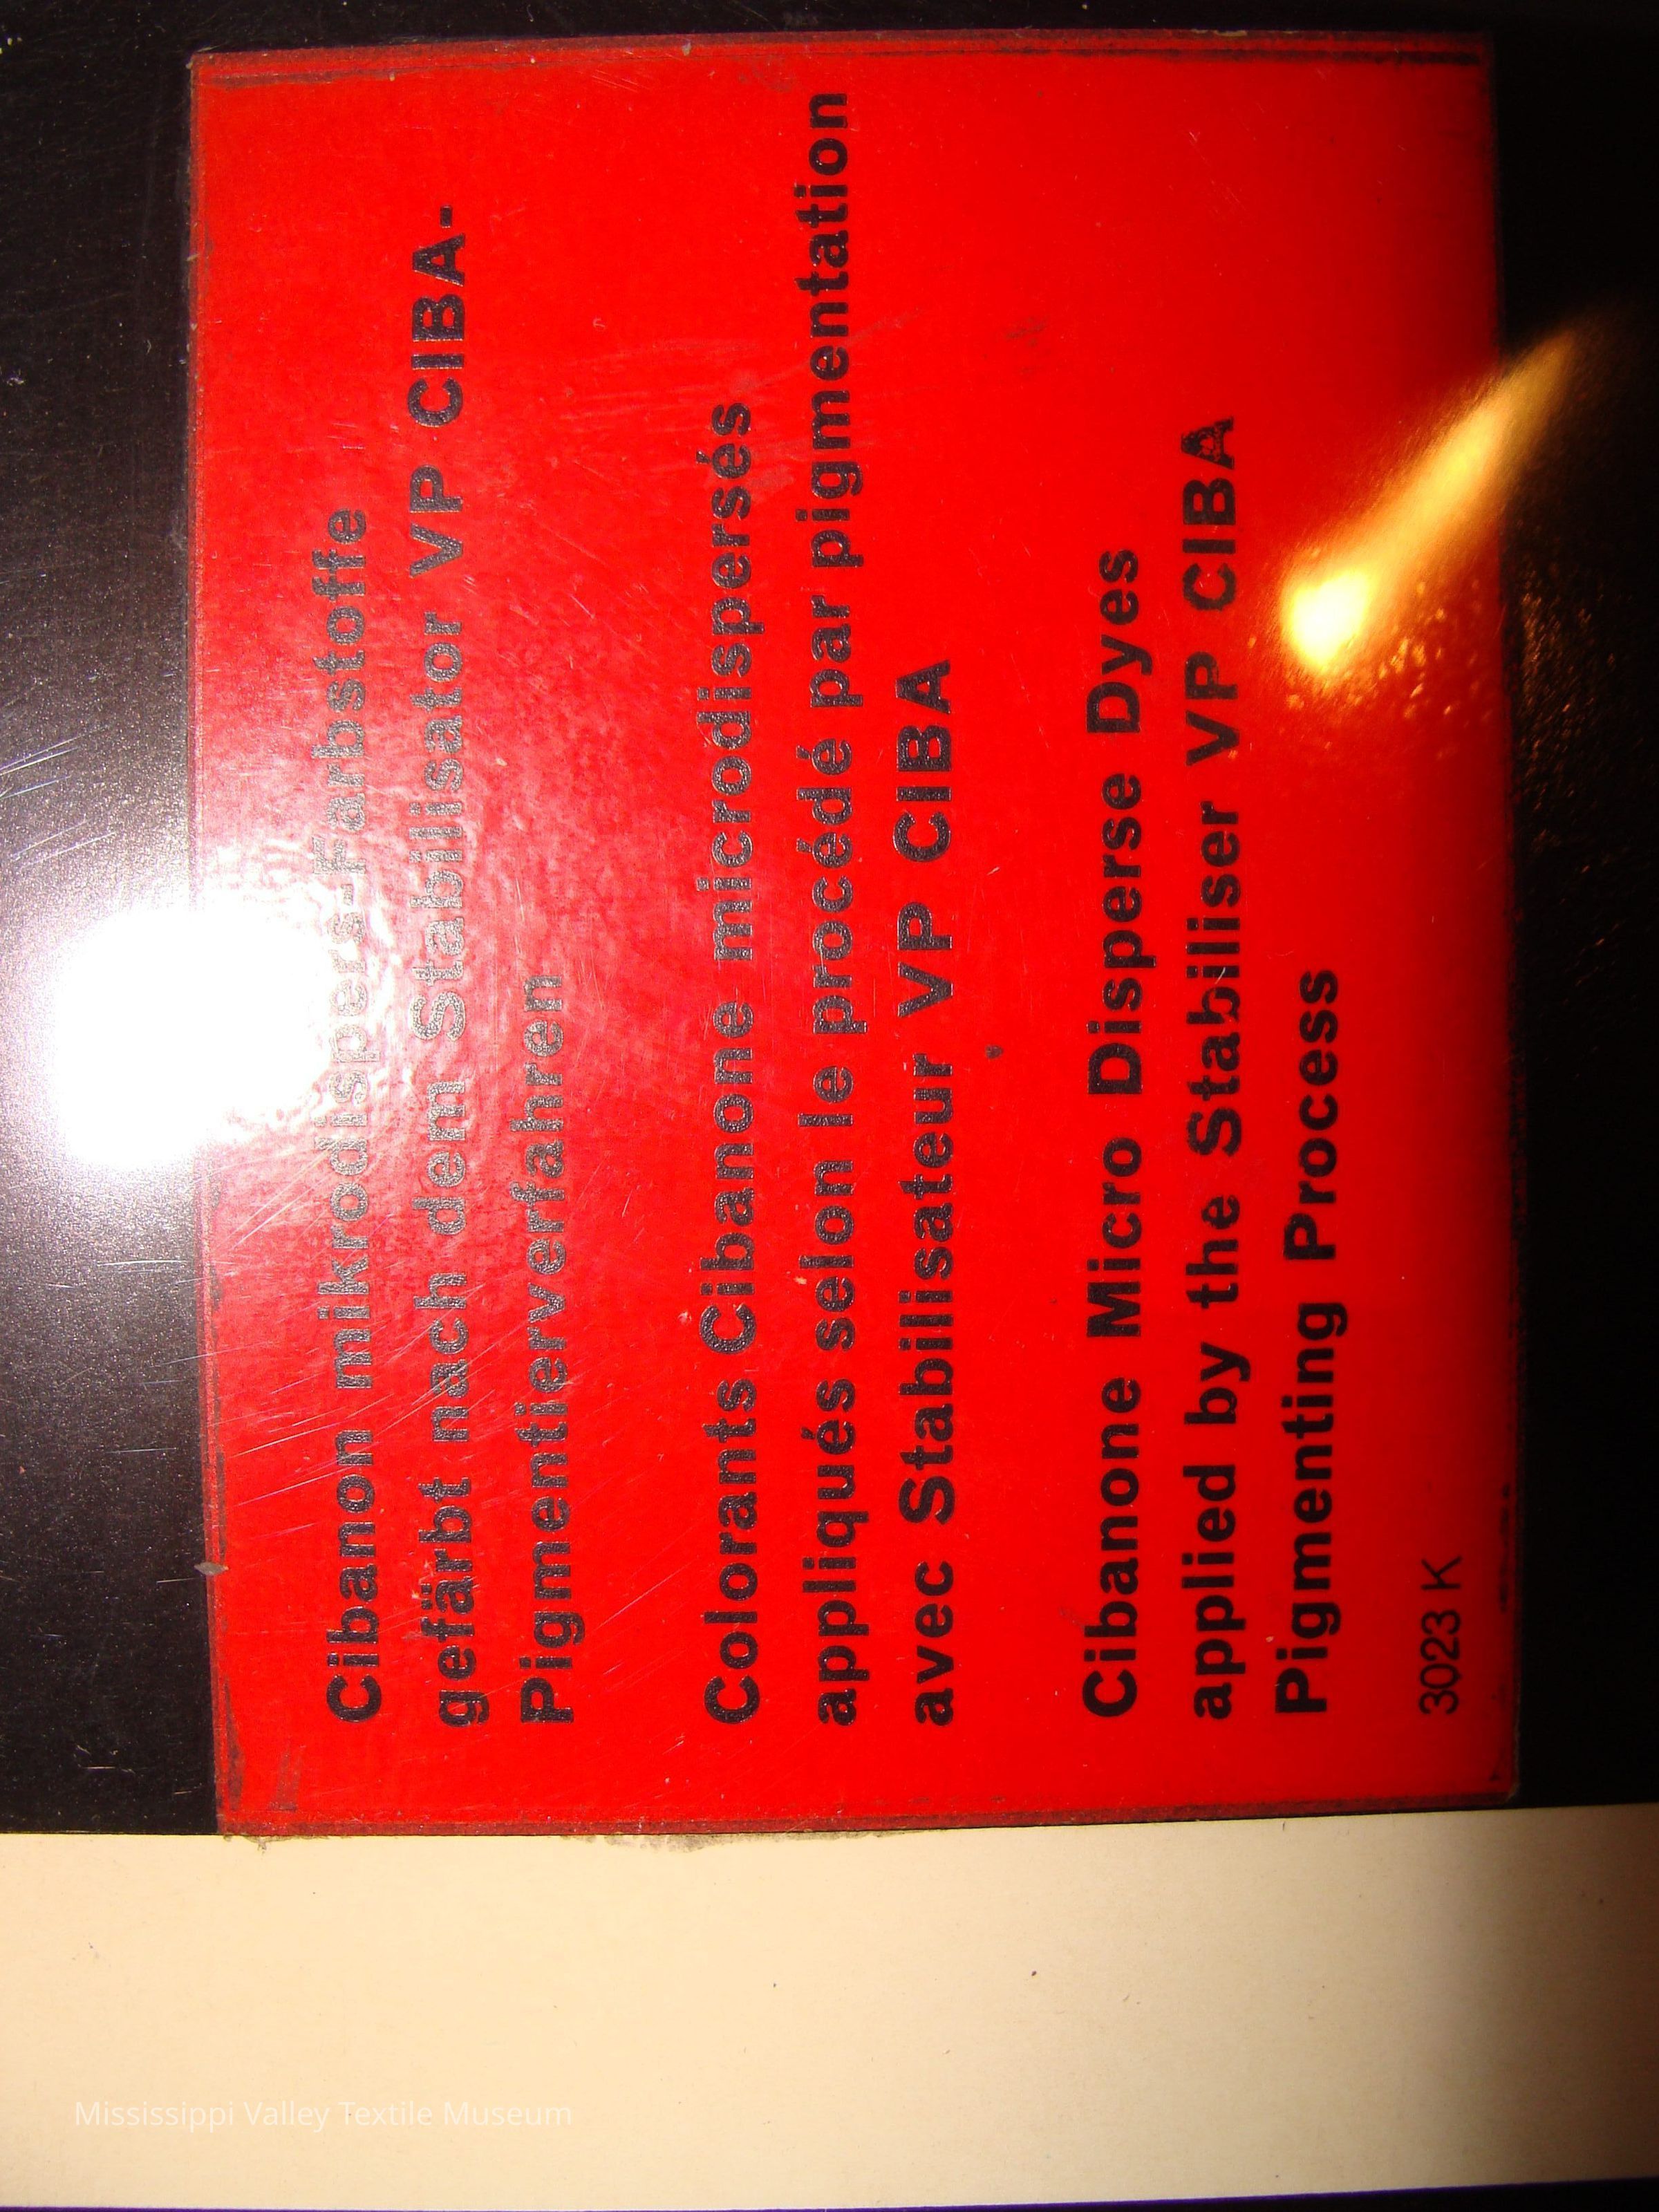 Cibanon mikrodispers-Farbstoffe
gefärbt nach dem Stabilisator VP CIBA-
Pigmentierverfahren
Colorants Cibanone microdispersés
appliqués selon le procédé par pigmentation
avec Stabilisateur VP CIBA
Cibanone Micro Disperse Dyes
applied by the Stabiliser VP CIBA
Pigmenting Process
3023 K
Mississippi Valley Textile Museum